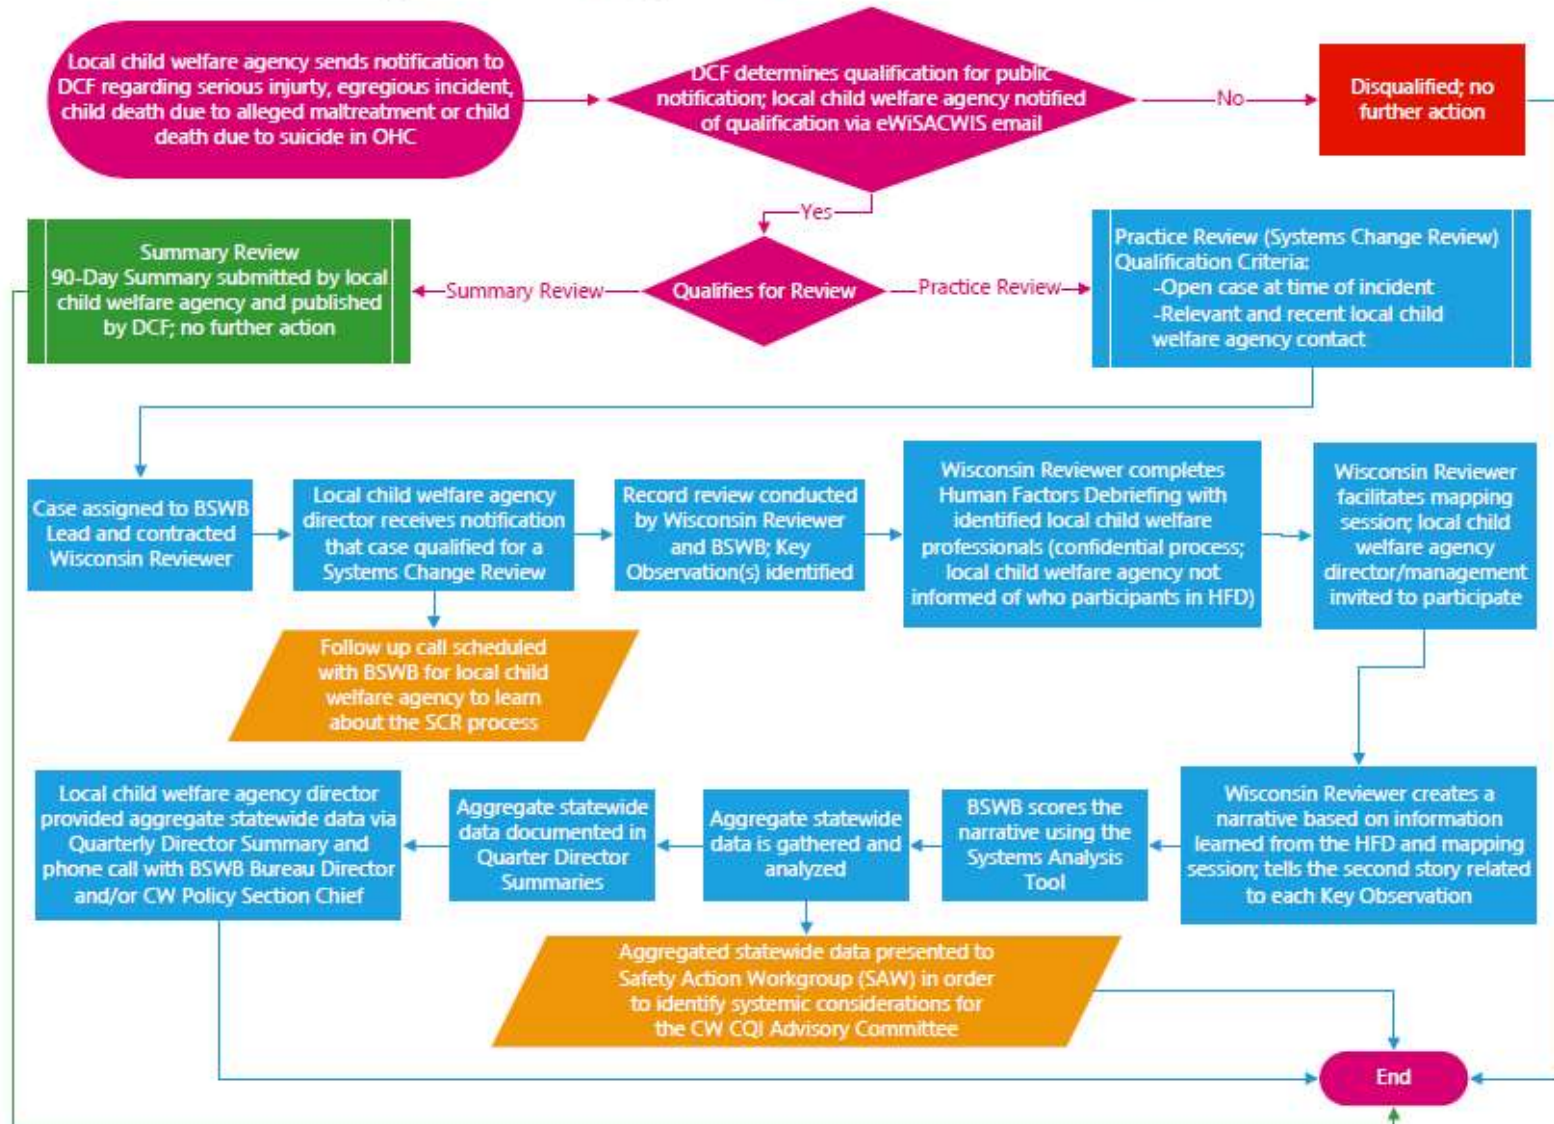 Local child welfare agency sends notification to
DCF regarding serious injurty, egregious incident,
child death due to alleged maltreatment or child
death due to suicide in OHC
DCF determines qualification for public
notification; local child welfare agency notified
of qualification via eWiSACWIS email
No
Disqualified; no
further action
Yes
Summary Review
90-Day Summary submitted by local
child welfare agency and published
by DCF; no further action
Summary Review
Qualifies for Review
Practice Review
Practice Review (Systems Change Review)
Qualification Criteria:
-Open case at time of incident
-Relevant and recent local child
welfare agency contact
Case assigned to BSWB
Lead and contracted
Wisconsin Reviewer
Local child welfare agency
director receives notification
that case qualified for a
Systems Change Review
Record review conducted
by Wisconsin Reviewer
and BSWB; Key
Observation(s) identified
Wisconsin Reviewer completes
Human Factors Debriefing with
identified local child welfare
professionals (confidential process;
local child welfare agency not
informed of who participants in HFD)
Wisconsin Reviewer
facilitates mapping
session; local child
welfare agency
director/management
invited to participate
Follow up call scheduled
with BSWB for local child
welfare agency to learn
about the SCR process
Local child welfare agency director
provided aggregate statewide data via
Quarterly Director Summary and
phone call with BSWB Bureau Director
and/or CW Policy Section Chief
Aggregate statewide
data documented in
Quarter Director
Summaries
Aggregate statewide
data is gathered and
analyzed
BSWB scores the
narrative using the
Systems Analysis
Tool
Wisconsin Reviewer creates a
narrative based on information
learned from the HFD and mapping
session; tells the second story related
to each Key Observation
Aggregated statewide data presented to
Safety Action Workgroup (SAW) in order
to identify systemic considerations for
the CW CQI Advisory Committee
End